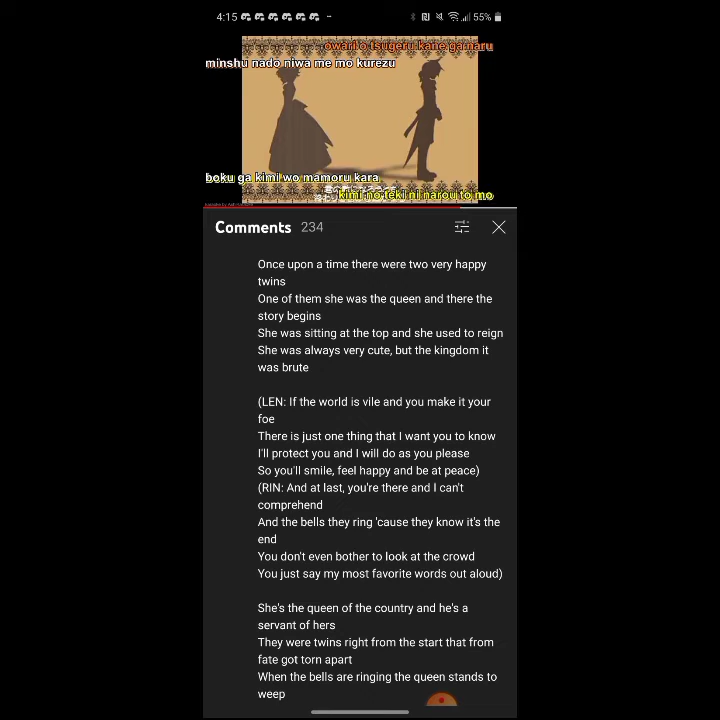 4:15
55%
owari o tsugeru kane ga naru
minshu nado niwa me mo kurezu
boku ga kimi wo mamoru kara
kimi no teki ni narou to mo
Comments 234
Once upon a time there were two very happy
twins
One of them she was the queen and there the
story begins
She was sitting at the top and she used to reign
She was always very cute, but the kingdom it
was brute
(LEN: If the world is vile and you make it your
foe
There is just one thing that I want you to know
I'll protect you and I will do as you please
So you'll smile, feel happy and be at peace)
(RIN: And at last, you're there and I can't
comprehend
And the bells they ring 'cause they know it's the
end
You don't even bother to look at the crowd
You just say my most favorite words out aloud)
She's the queen of the country and he's a
servant of hers
They were twins right from the start that from
fate got torn apart
When the bells are ringing the queen stands to
weep